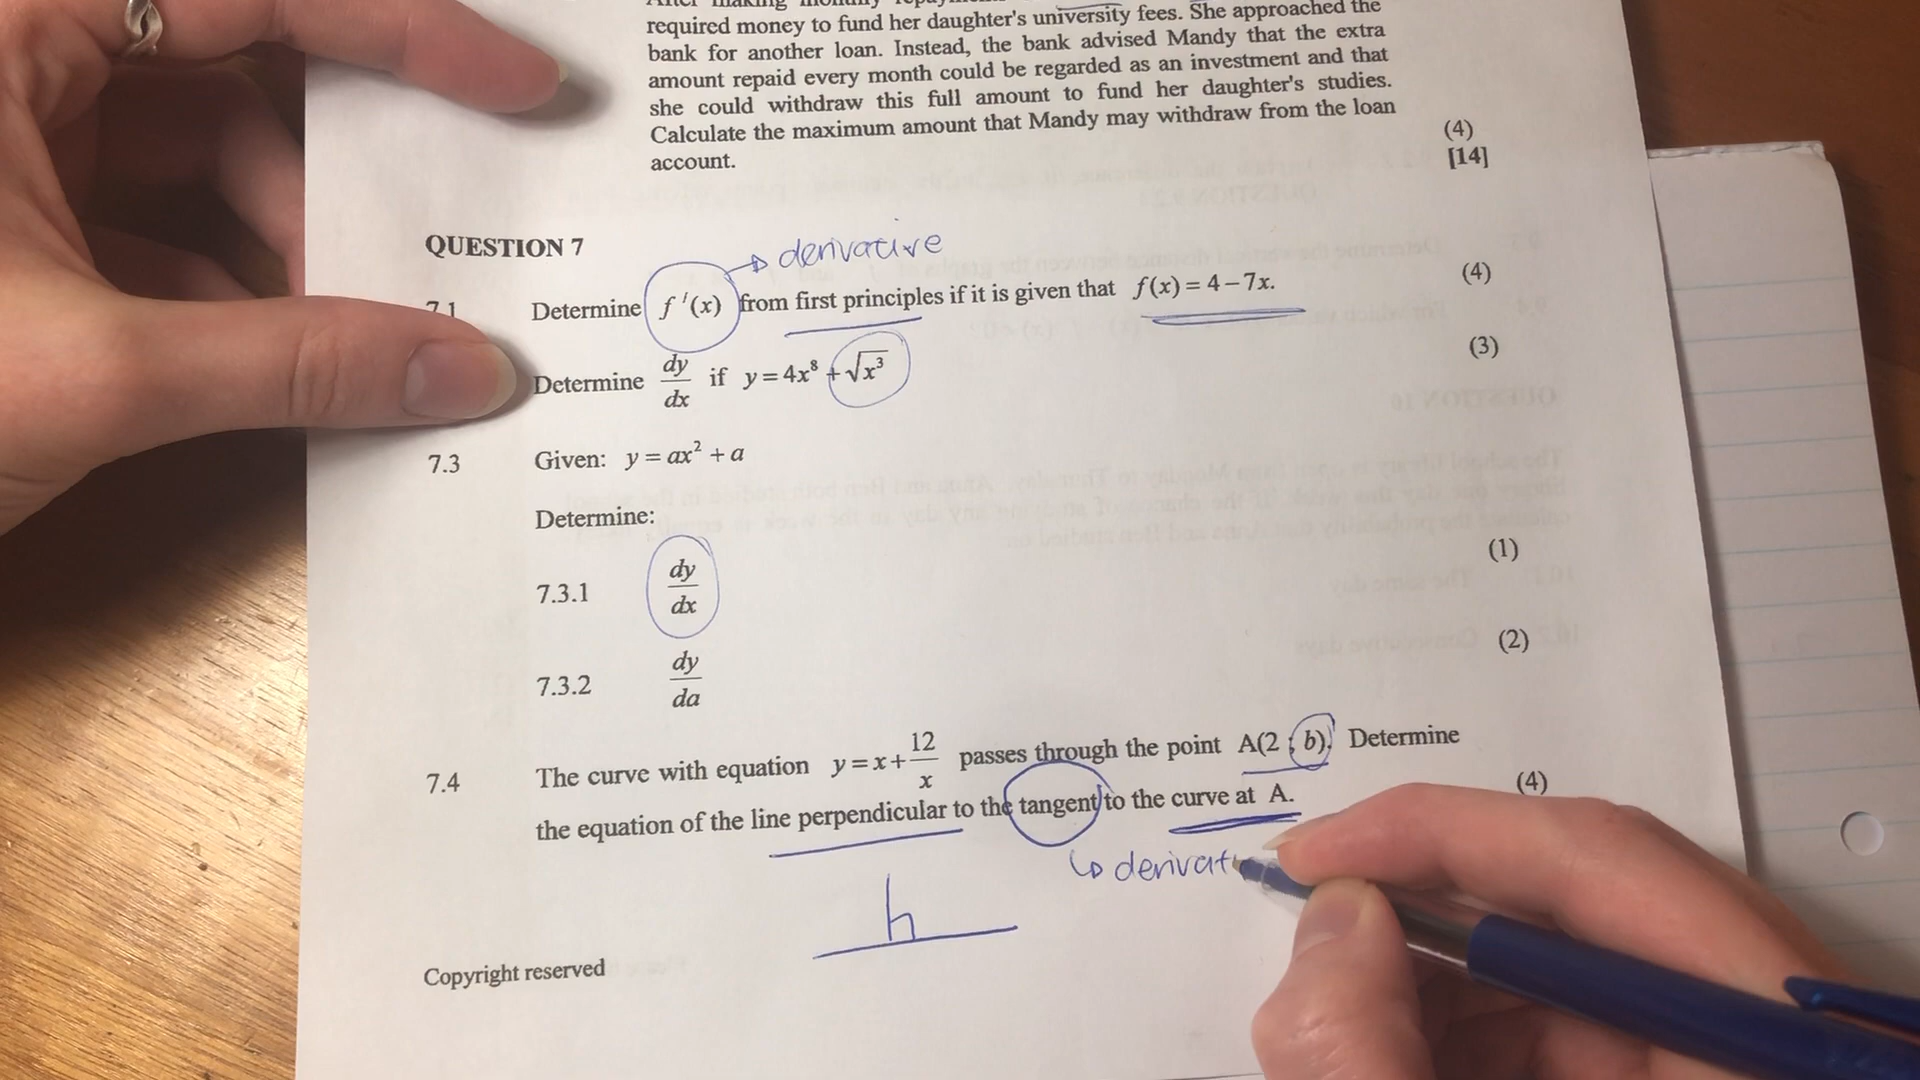 required money to fund her daughter's university fees. She approached the
bank for another loan. Instead, the bank advised Mandy that the extra
amount repaid every month could be regarded as an investment and that
she could withdraw this full amount to fund her daughter's studies.
Calculate the maximum amount that Mandy may withdraw from the loan
account. (4)
[14]
QUESTION 7
→ derivative
7.1 Determine f '(x) from first principles if it is given that f(x) = 4 – 7x. (4)
Determine dy/dx if y = 4x⁸ + √x³ (3)
7.3 Given: y = ax² + a
Determine:
7.3.1 dy/dx (1)
7.3.2 dy/da (2)
7.4 The curve with equation y = x + 12/x passes through the point A(2 ; b). Determine
the equation of the line perpendicular to the tangent to the curve at A. (4)
↳ derivat
Copyright reserved